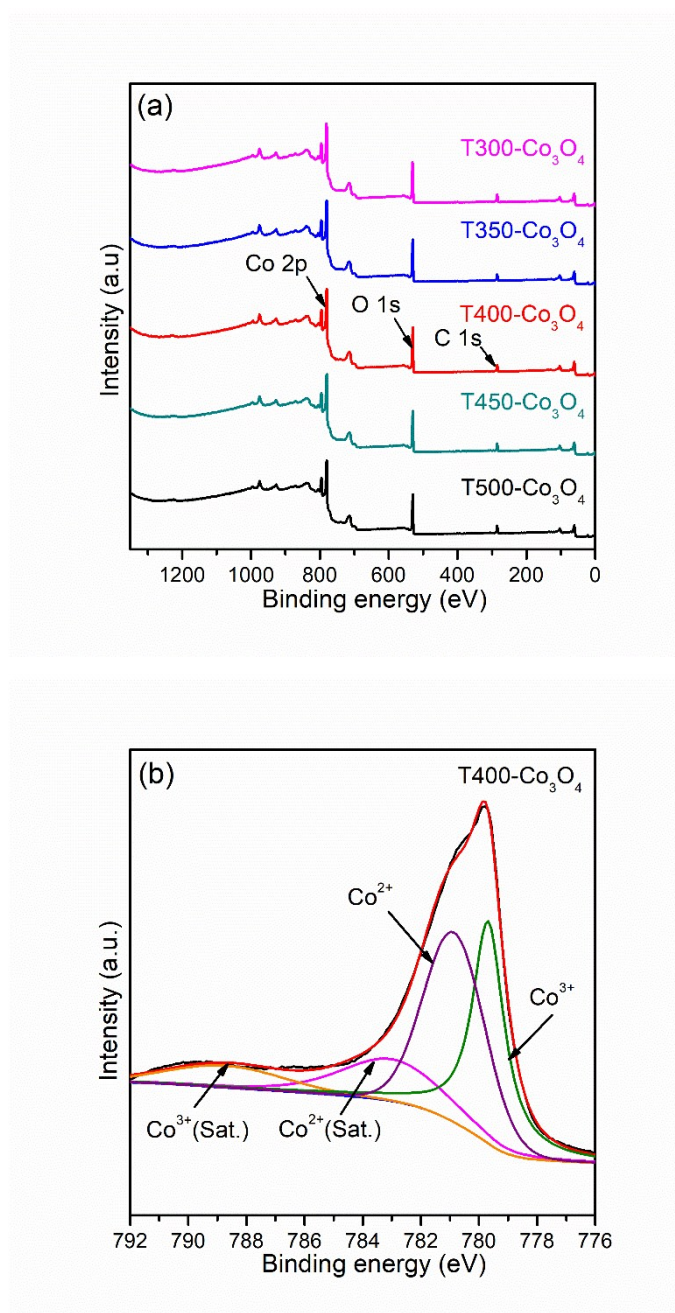 (a)
T300-Co₃O₄
T350-Co₃O₄
Co 2p
O 1s
T400-Co₃O₄
C 1s
T450-Co₃O₄
T500-Co₃O₄
Intensity (a.u)
1200 1000 800 600 400 200 0
Binding energy (eV)
(b)
T400-Co₃O₄
Co²⁺
Co³⁺
Co³⁺(Sat.) Co²⁺(Sat.)
Intensity (a.u.)
792 790 788 786 784 782 780 778 776
Binding energy (eV)